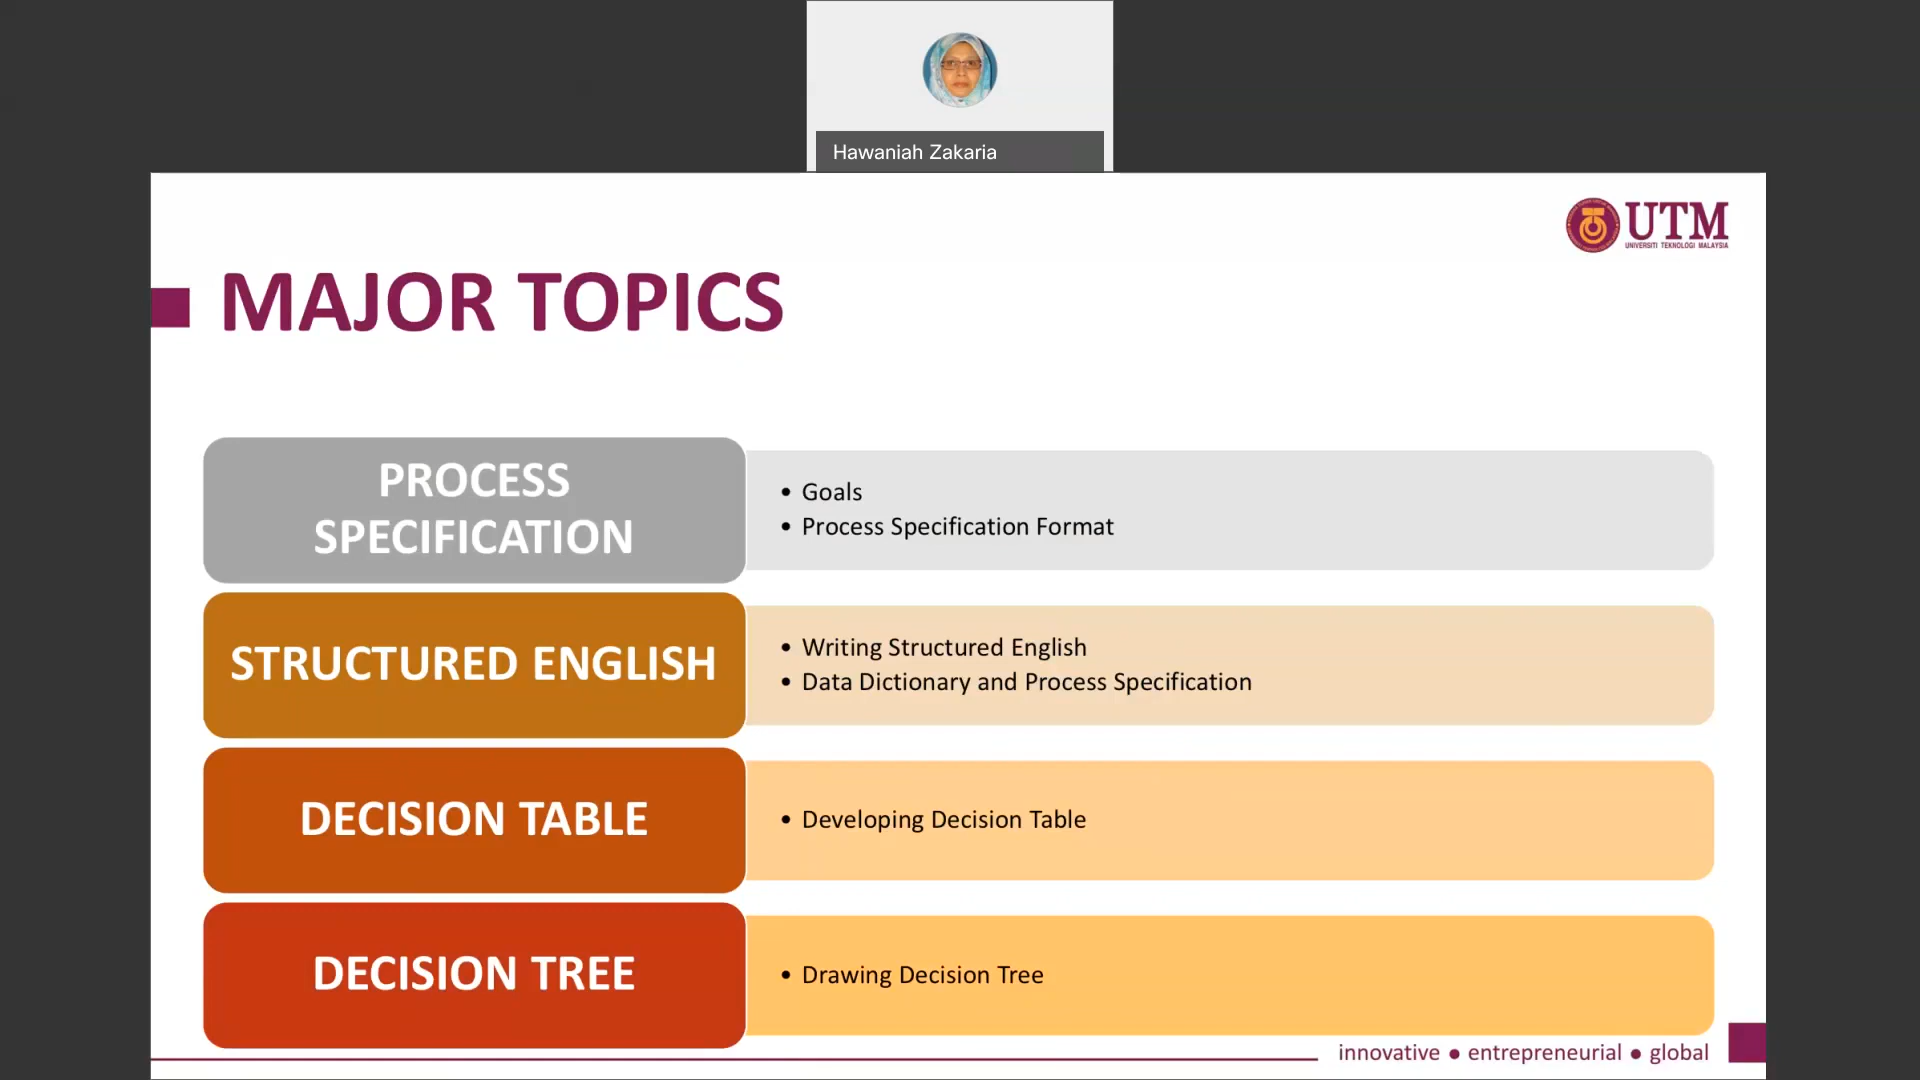 Hawaniah Zakaria
UTM
UNIVERSITI TEKNOLOGI MALAYSIA
MAJOR TOPICS
PROCESS
SPECIFICATION
• Goals
• Process Specification Format
STRUCTURED ENGLISH
• Writing Structured English
• Data Dictionary and Process Specification
DECISION TABLE
• Developing Decision Table
DECISION TREE
• Drawing Decision Tree
innovative ● entrepreneurial ● global